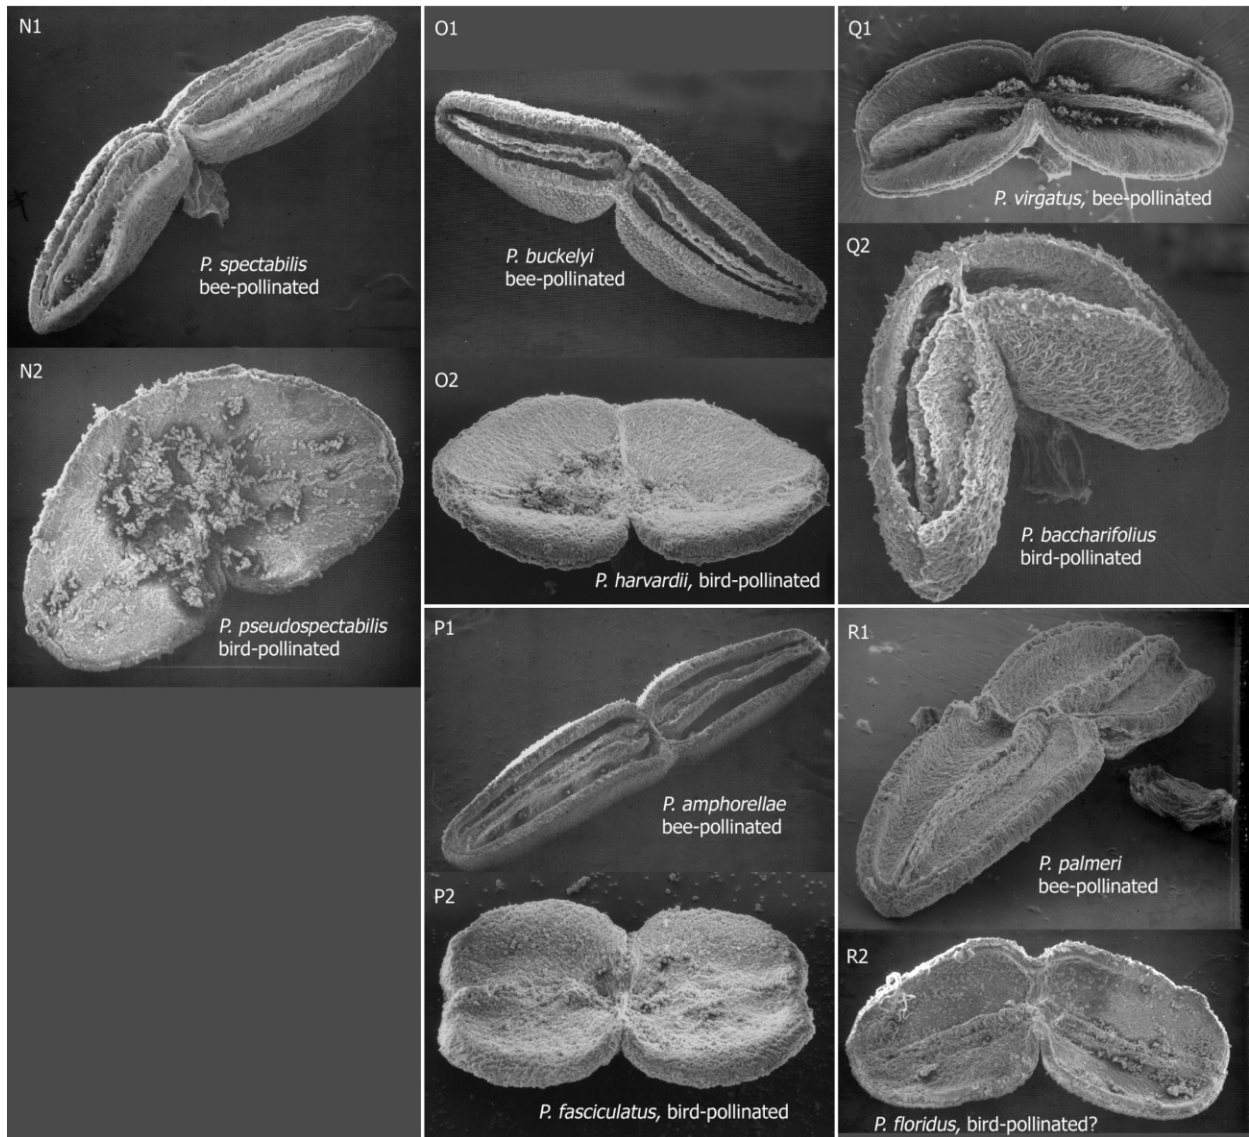 N1
P. spectabilis
bee-pollinated
N2
P. pseudospectabilis
bird-pollinated
O1
P. buckelyi
bee-pollinated
O2
P. harvardii, bird-pollinated
P1
P. amphorellae
bee-pollinated
P2
P. fasciculatus, bird-pollinated
Q1
P. virgatus, bee-pollinated
Q2
P. baccharifolius
bird-pollinated
R1
P. palmeri
bee-pollinated
R2
P. floridus, bird-pollinated?